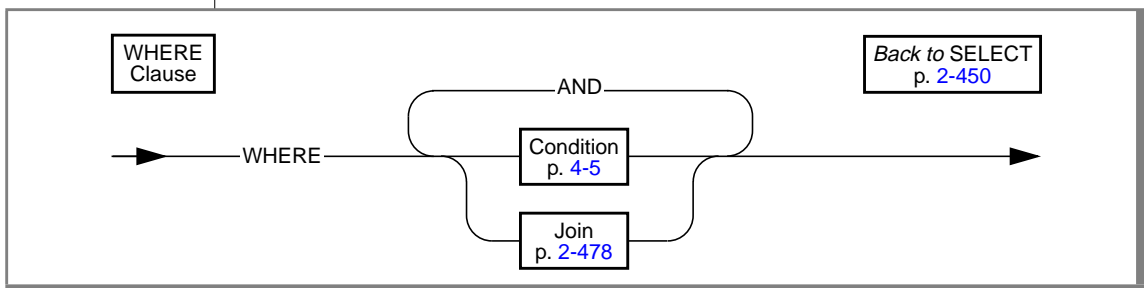 WHERE
Clause
Back to SELECT
p. 2-450
AND
WHERE
Condition
p. 4-5
Join
p. 2-478